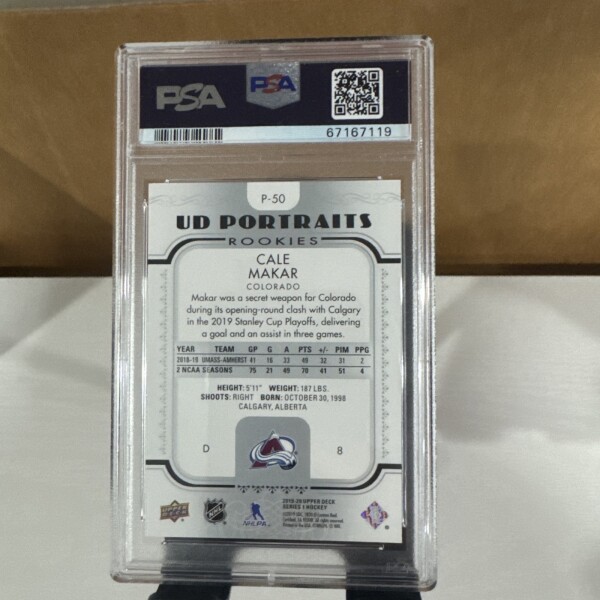 PSA
PSA
67167119
P-50
UD PORTRAITS
ROOKIES
CALE
MAKAR
COLORADO
Makar was a secret weapon for Colorado
during its opening-round clash with Calgary
in the 2019 Stanley Cup Playoffs, delivering
a goal and an assist in three games.
YEAR TEAM GP G A PTS +/- PIM PPG
2018-19 UMASS-AMHERST 41 16 33 49 32 31 2
2 NCAA SEASONS 75 21 49 70 41 51 4
HEIGHT: 5'11" WEIGHT: 187 LBS.
SHOOTS: RIGHT BORN: OCTOBER 30, 1998
CALGARY, ALBERTA
D 8
NHLPA
2019-20 UPPER DECK
SERIES 1 HOCKEY